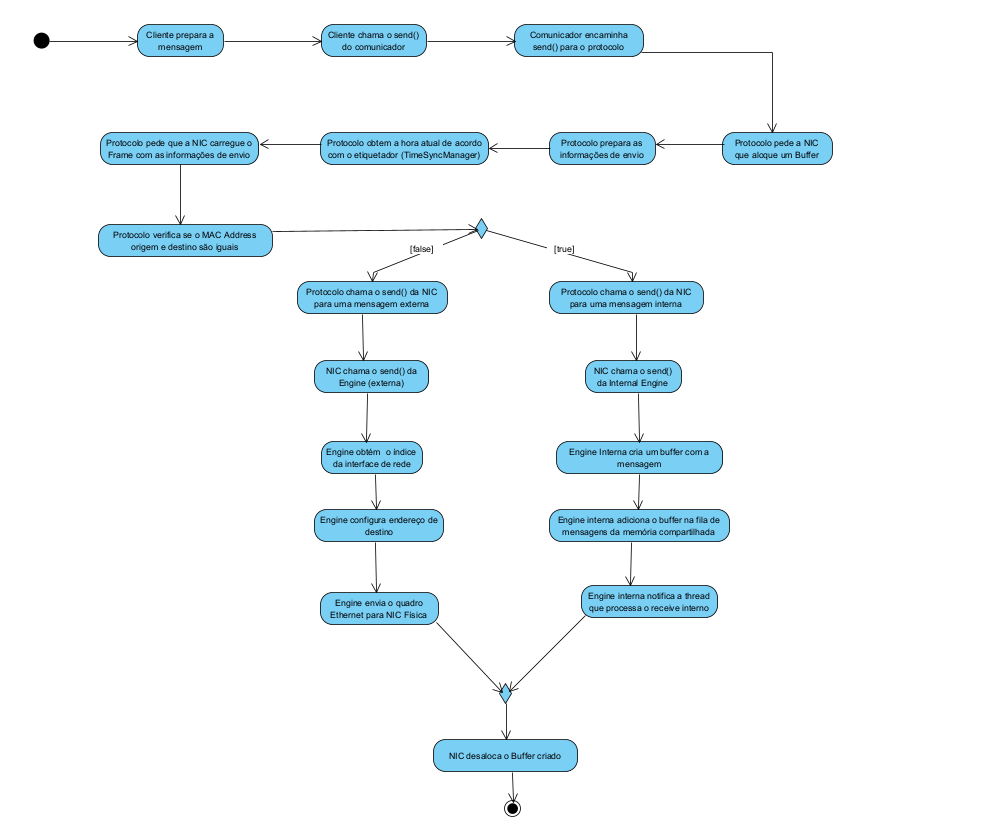 Cliente prepara a
mensagem
Cliente chama o send()
do comunicador
Comunicador encaminha
send() para o protocolo
Protocolo pede a NIC
que aloque um Buffer
Protocolo prepara as
informações de envio
Protocolo obtem a hora atual de acordo
com o etiquetador (TimeSyncManager)
Protocolo pede que a NIC carregue o
Frame com as informações de envio
Protocolo verifica se o MAC Address
origem e destino são iguais
[false]
[true]
Protocolo chama o send() da NIC
para uma mensagem externa
NIC chama o send() da
Engine (externa)
Engine obtém o índice
da interface de rede
Engine configura endereço de
destino
Engine envia o quadro
Ethernet para NIC Física
Protocolo chama o send() da NIC
para uma mensagem interna
NIC chama o send()
da Internal Engine
Engine Interna cria um buffer com a
mensagem
Engine interna adiciona o buffer na fila de
mensagens da memória compartilhada
Engine interna notifica a thread
que processa o receive interno
NIC desaloca o Buffer criado